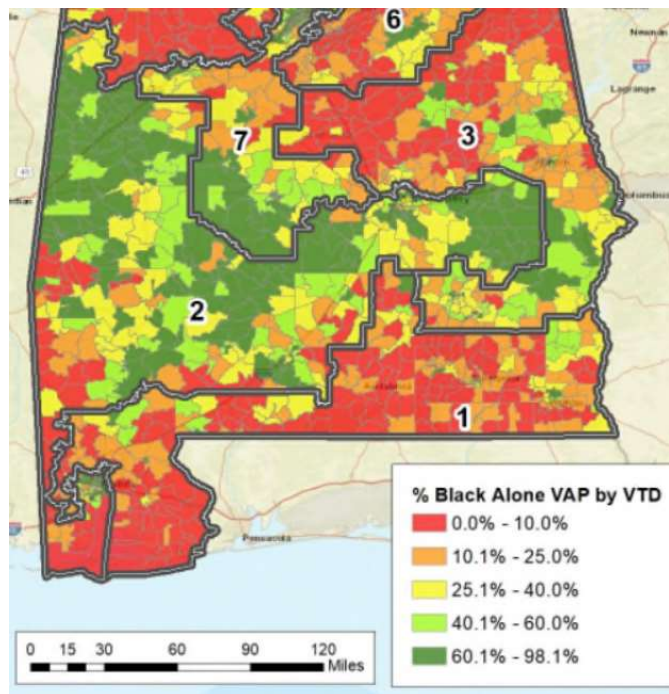 6
Newnan
Lagrange
7
3
Columbus
2
1
Pensacola
% Black Alone VAP by VTD
0.0% - 10.0%
10.1% - 25.0%
25.1% - 40.0%
40.1% - 60.0%
60.1% - 98.1%
0 15 30 60 90 120
Miles